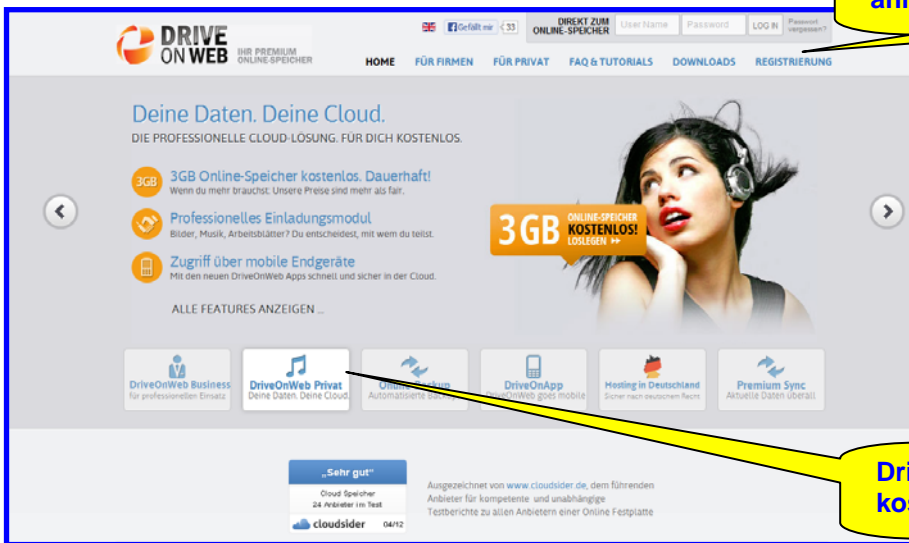 DRIVE
ON WEB
IHR PREMIUM
ONLINE-SPEICHER
Gefällt mir 33
DIREKT ZUM
ONLINE-SPEICHER
User Name
Password
LOG IN
Passwort
vergessen?
HOME FÜR FIRMEN FÜR PRIVAT FAQ & TUTORIALS DOWNLOADS REGISTRIERUNG
Deine Daten. Deine Cloud.
DIE PROFESSIONELLE CLOUD-LÖSUNG. FÜR DICH KOSTENLOS.
3GB
3GB Online-Speicher kostenlos. Dauerhaft!
Wenn du mehr brauchst: Unsere Preise sind mehr als fair.
Professionelles Einladungsmodul
Bilder, Musik, Arbeitsblätter? Du entscheidest, mit wem du teilst.
Zugriff über mobile Endgeräte
Mit den neuen DriveOnWeb Apps schnell und sicher in der Cloud.
ALLE FEATURES ANZEIGEN ...
3 GB
ONLINE-SPEICHER
KOSTENLOS!
LOSLEGEN
DriveOnWeb Business
für professionellen Einsatz
DriveOnWeb Privat
Deine Daten. Deine Cloud.
Automatisierte
DriveOnApp
DriveOnWeb goes mobile
Hosting in Deutschland
Sicher nach deutschem Recht
Premium Sync
Aktuelle Daten überall
„Sehr gut"
Cloud Speicher
24 Anbieter im Test
cloudsider 04/12
Ausgezeichnet von www.cloudsider.de, dem führenden
Anbieter für kompetente und unabhängige
Testberichte zu allen Anbietern einer Online Festplatte